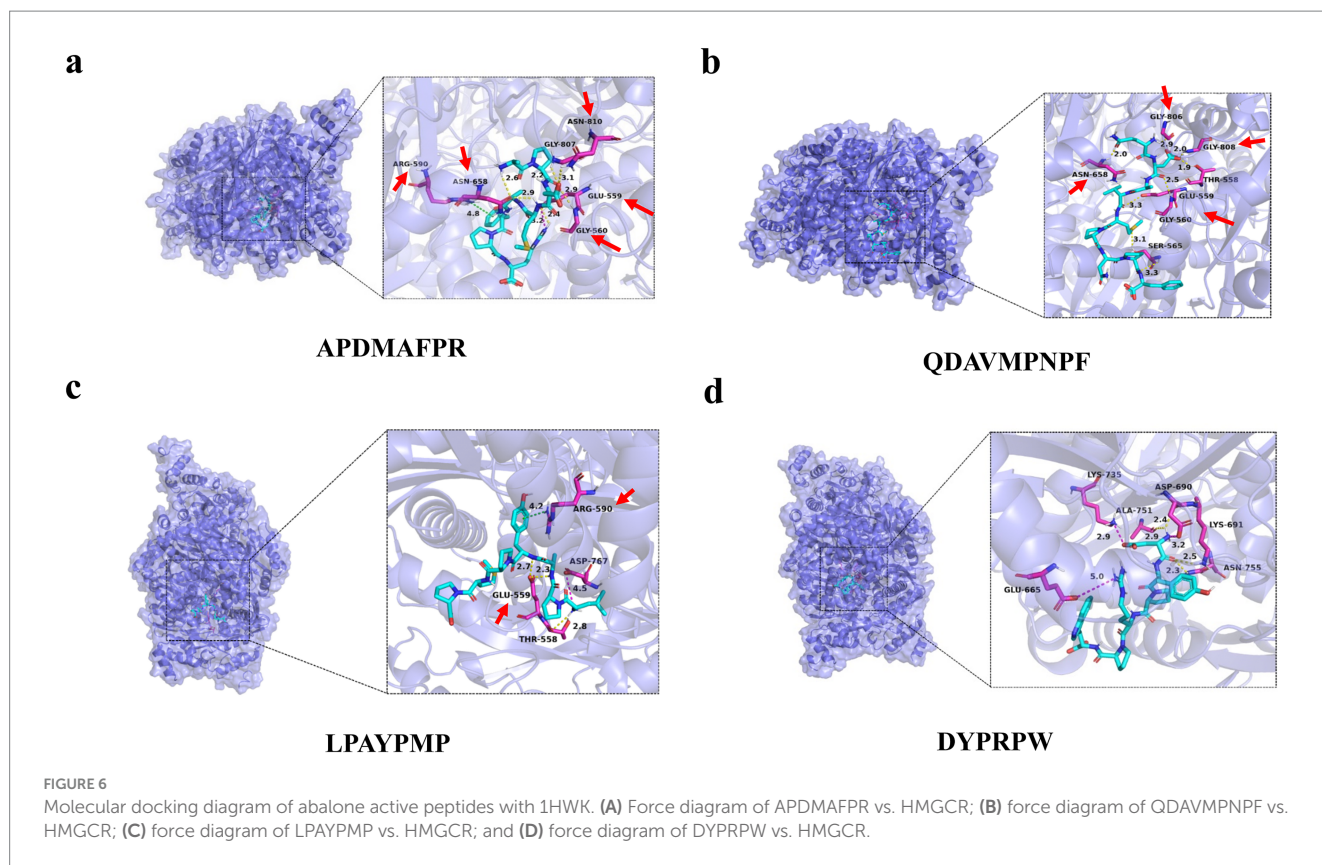 a
ASN-810
GLY-807
ARG-590
ASN-658
2.6
2.2
3.1
2.9
2.9
GLU-559
4.8
3.2
2.4
GLY-560
APDMAFPR
b
GLY-806
2.9
2.0
GLY-808
2.0
1.9
ASN-658
THR-558
2.5
GLU-559
3.3
GLY-560
3.1
SER-565
3.3
QDAVMPNPF
c
4.2
ARG-590
2.7
2.3
ASP-767
GLU-559
4.5
THR-558
2.8
LPAYPMP
d
LYS-735
ASP-690
ALA-751
2.4
LYS-691
2.9
2.9
3.2
2.5
2.3
ASN-755
GLU-665
5.0
DYPRPW
FIGURE 6
Molecular docking diagram of abalone active peptides with 1HWK. (A) Force diagram of APDMAFPR vs. HMGCR; (B) force diagram of QDAVMPNPF vs.
HMGCR; (C) force diagram of LPAYPMP vs. HMGCR; and (D) force diagram of DYPRPW vs. HMGCR.